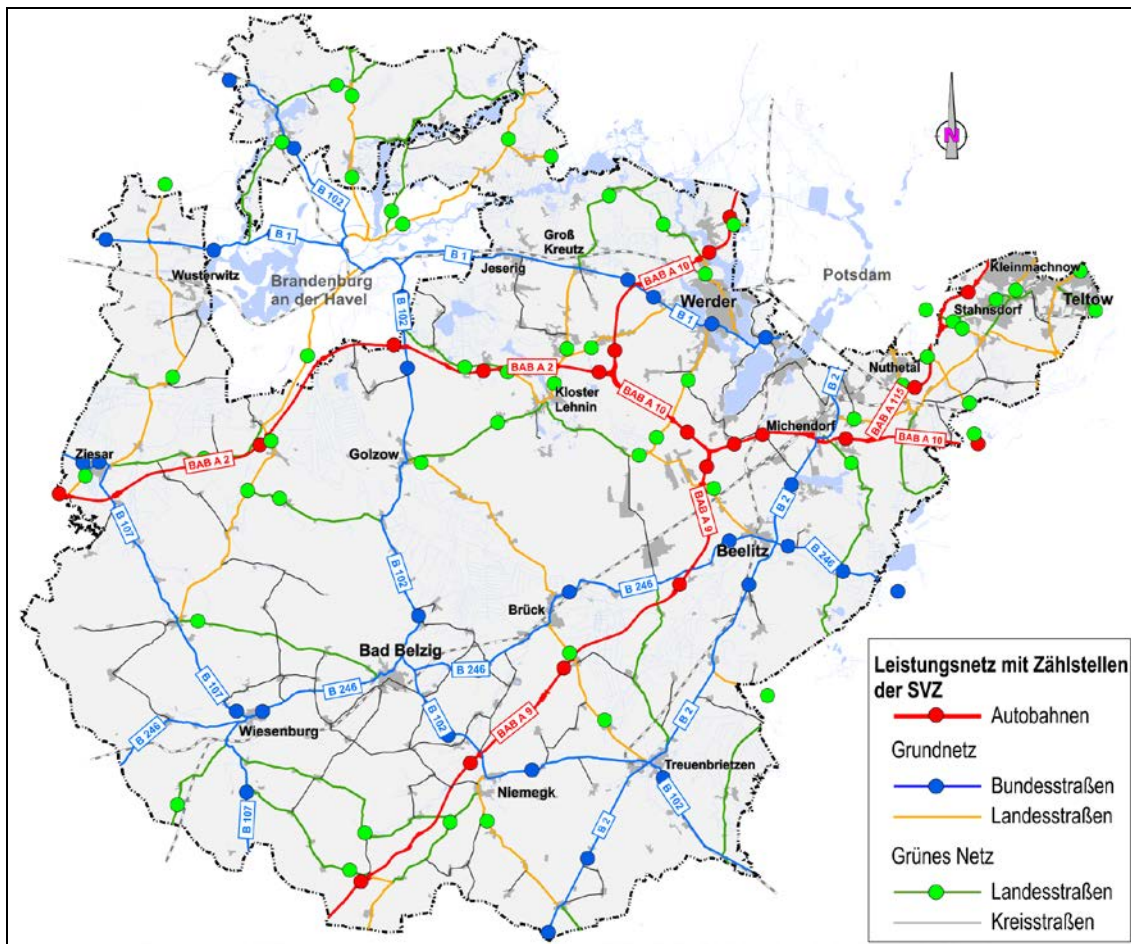 B 102
N
B 1
B 1
Groß
Kreutz
Jeserig
BAB A 10
Wusterwitz
Brandenburg
an der Havel
Potsdam
Kleinmachnow
Teltow
Stahnsdorf
Werder
B 1
B 102
BAB A 2
Nuthetal
Kloster
Lehnin
BAB A 10
B 2
BAB A 115
Michendorf
BAB A 10
Ziesar
BAB A 2
Golzow
B 107
BAB A 9
B 2
Beelitz
B 246
B 102
B 246
Brück
Bad Belzig
B 246
B 107
B 246
Wiesenburg
B 246
B 102
BAB A 9
B 2
Treuenbrietzen
B 102
Niemegk
B 107
B 2
Leistungsnetz mit Zählstellen
der SVZ
Autobahnen
Grundnetz
Bundesstraßen
Landesstraßen
Grünes Netz
Landesstraßen
Kreisstraßen